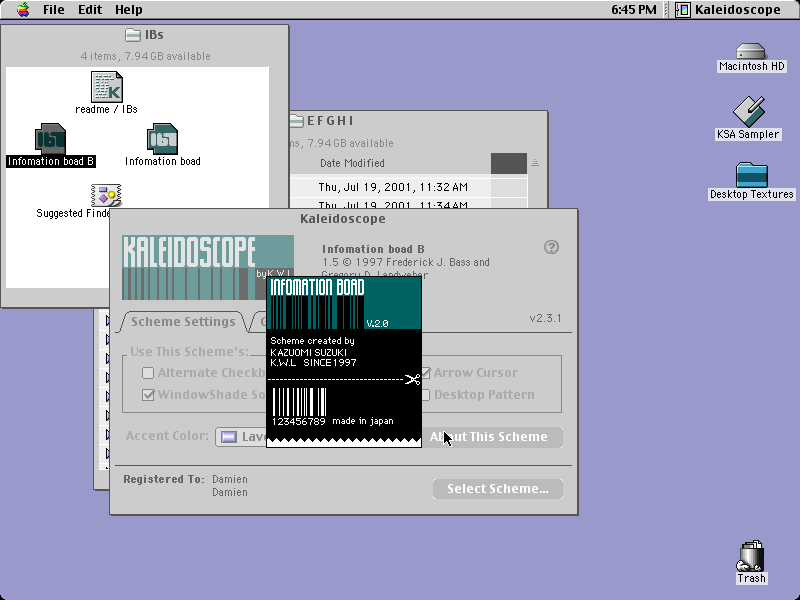 File Edit Help
6:45 PM
Kaleidoscope
IBs
4 items, 7.94 GB available
readme / IBs
Infomation boad B
Infomation boad
Suggested Finde
Macintosh HD
KSA Sampler
Desktop Textures
Trash
E F G H I
ms, 7.94 GB available
Date Modified
Thu, Jul 19, 2001, 11:32 AM
Thu, Jul 19, 2001, 11:34 AM
Kaleidoscope
KALEIDOSCOPE
by K.W.L
Infomation boad B
1.5 © 1997 Frederick J. Bass and
Gregory D. Landweber
?
v2.3.1
Scheme Settings
Use This Scheme's:
Alternate Checkb
Arrow Cursor
WindowShade So
Desktop Pattern
Accent Color:
Lave
About This Scheme
Registered To:
Damien
Damien
Select Scheme...
INFOMATION BOAD
V.2.0
Scheme created by
KAZUOMI SUZUKI
K.W.L SINCE1997
123456789 made in japan